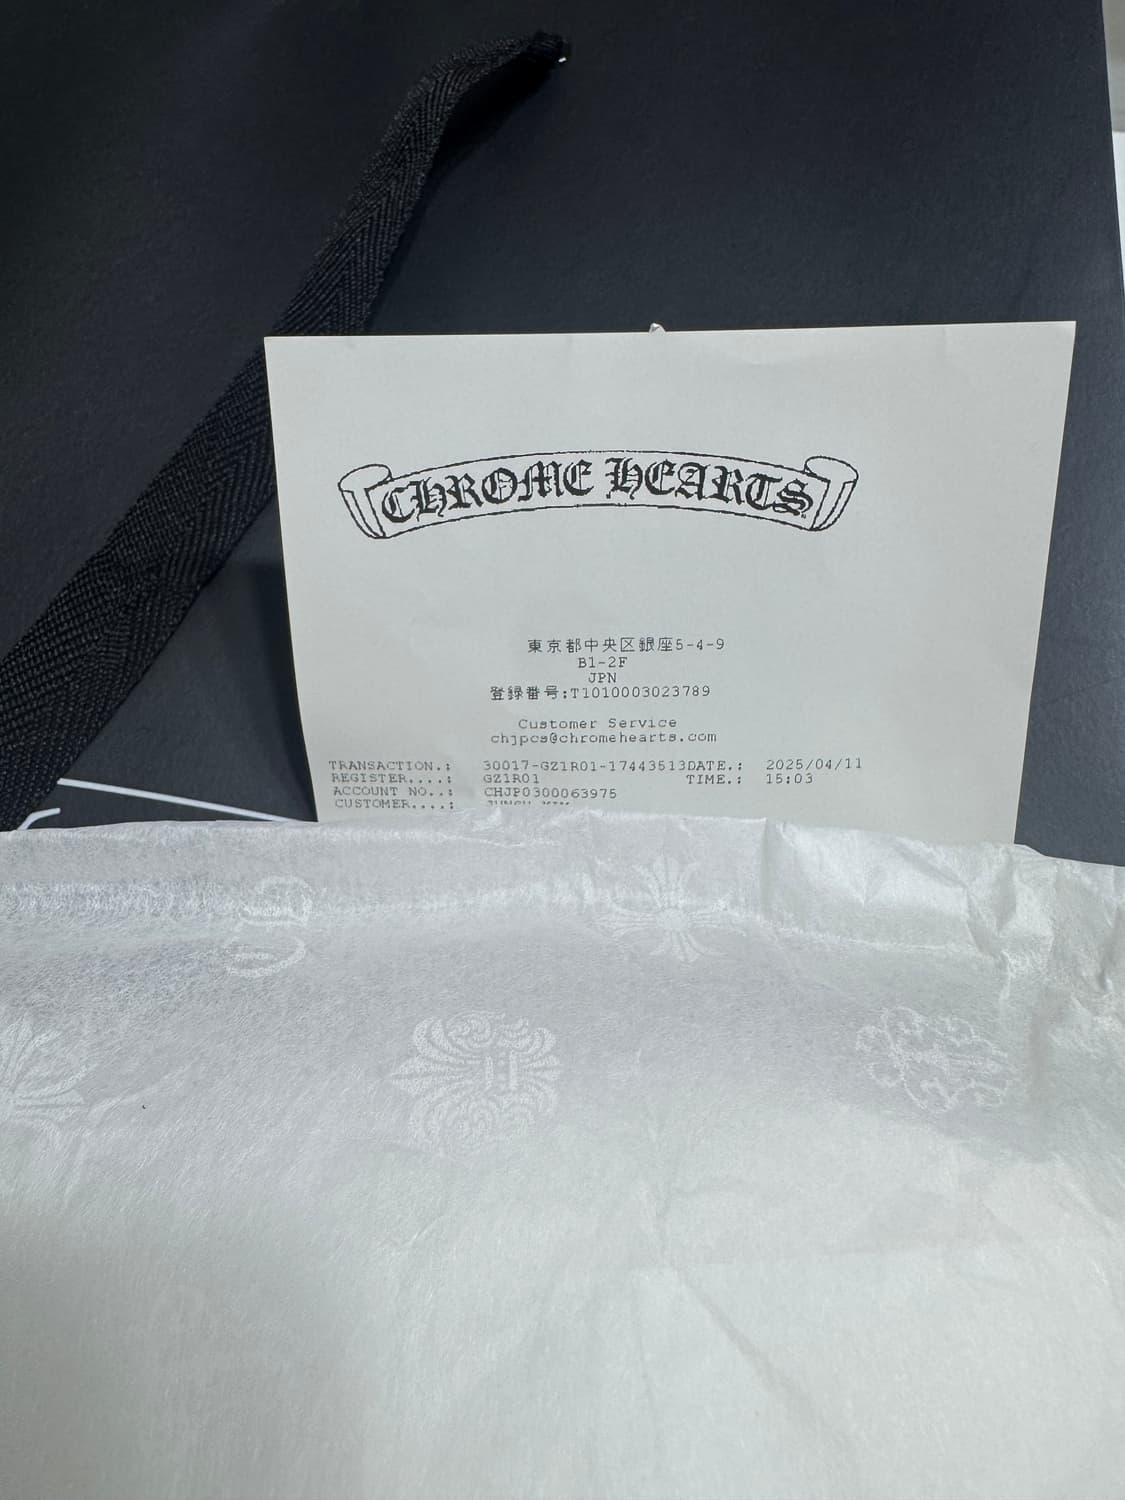 CHROME HEARTS
東京都中央区銀座5-4-9
B1-2F
JPN
登録番号:T1010003023789
Customer Service
chjpcs@chromehearts.com
TRANSACTION.: 30017-GZ1R01-17443513DATE.: 2025/04/11
REGISTER....: GZ1R01 TIME.: 15:03
ACCOUNT NO..: CHJP0300063975
CUSTOMER....: